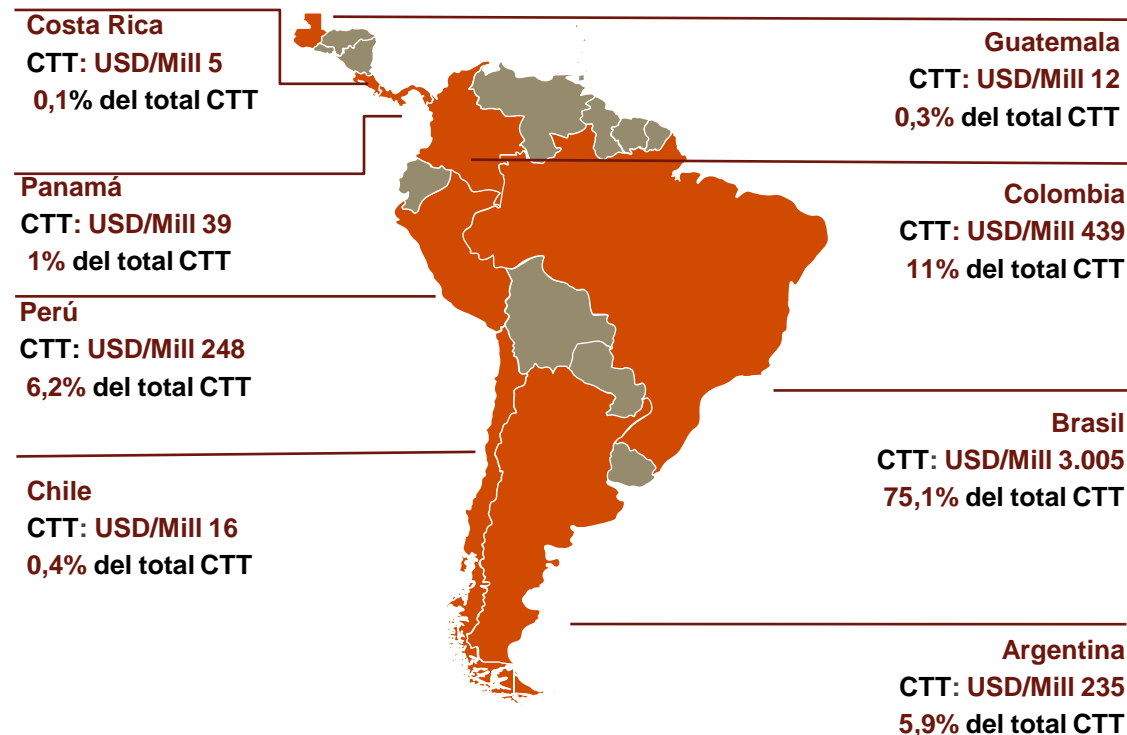 Costa Rica
CTT: USD/Mill 5
0,1% del total CTT
Guatemala
CTT: USD/Mill 12
0,3% del total CTT
Panamá
CTT: USD/Mill 39
1% del total CTT
Colombia
CTT: USD/Mill 439
11% del total CTT
Perú
CTT: USD/Mill 248
6,2% del total CTT
Brasil
CTT: USD/Mill 3.005
75,1% del total CTT
Chile
CTT: USD/Mill 16
0,4% del total CTT
Argentina
CTT: USD/Mill 235
5,9% del total CTT